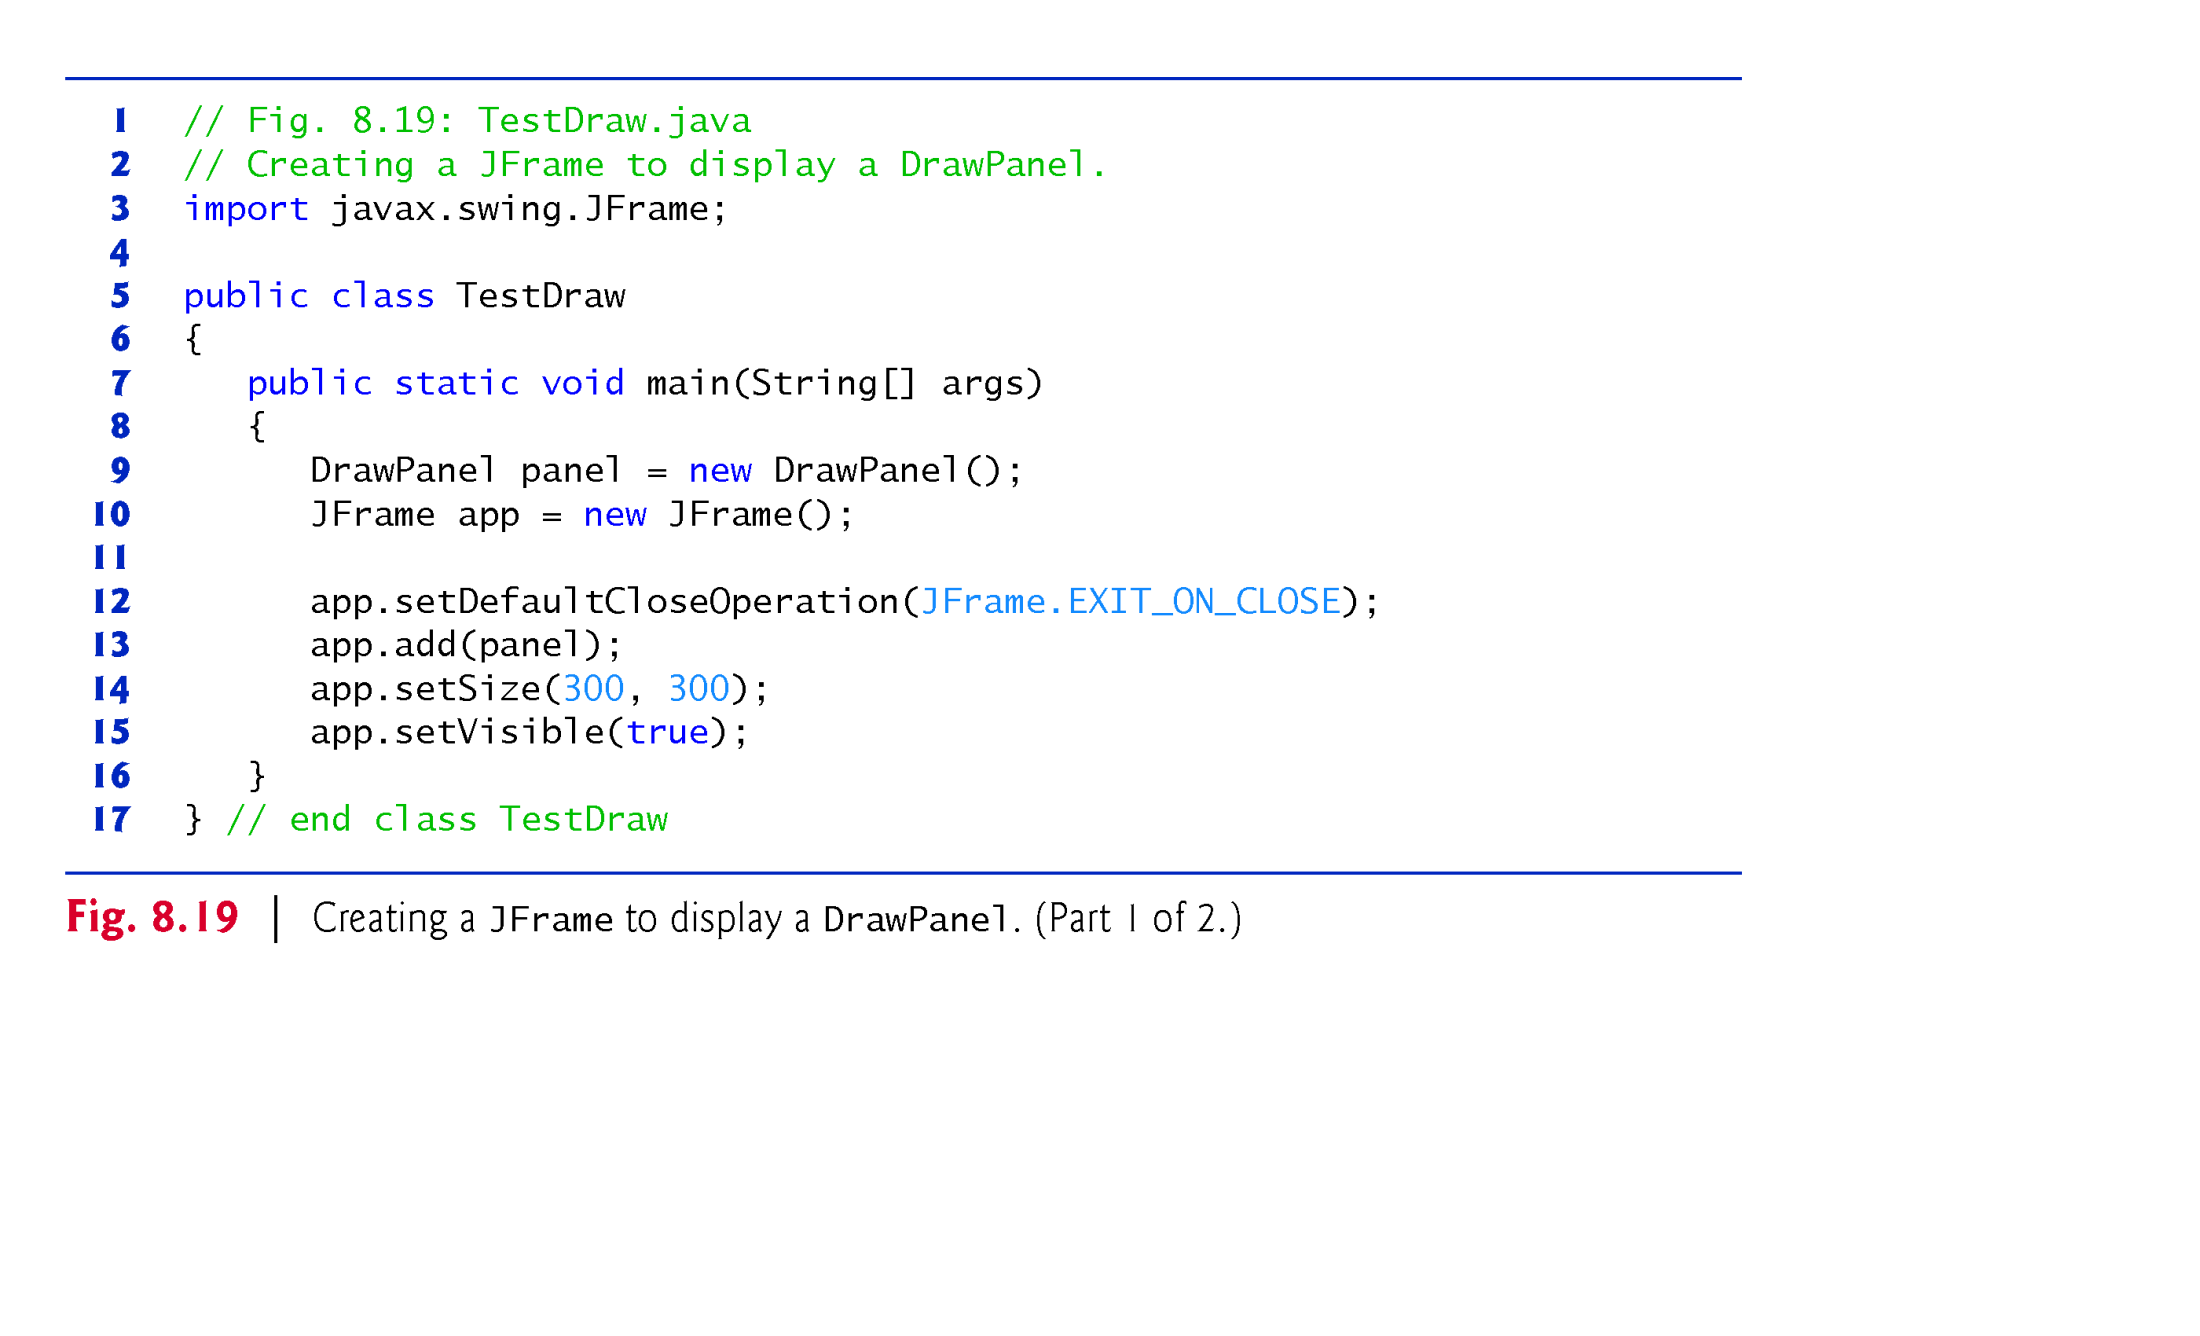 1 // Fig. 8.19: TestDraw.java
2 // Creating a JFrame to display a DrawPanel.
3 import javax.swing.JFrame;
4
5 public class TestDraw
6 {
7    public static void main(String[] args)
8    {
9       DrawPanel panel = new DrawPanel();
10       JFrame app = new JFrame();
11
12       app.setDefaultCloseOperation(JFrame.EXIT_ON_CLOSE);
13       app.add(panel);
14       app.setSize(300, 300);
15       app.setVisible(true);
16    }
17 } // end class TestDraw
Fig. 8.19 | Creating a JFrame to display a DrawPanel. (Part 1 of 2.)